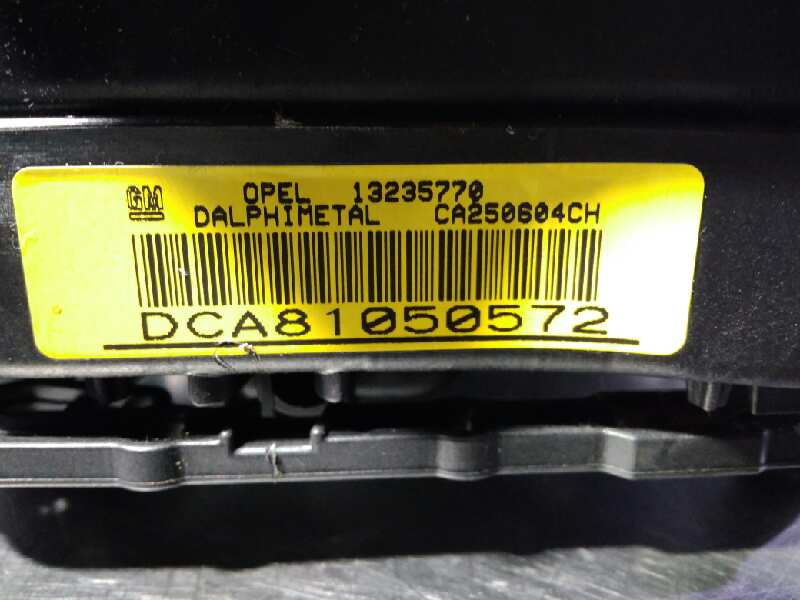 GM OPEL 13235770
DALPHIMETAL CA250604CH
DCA81050572